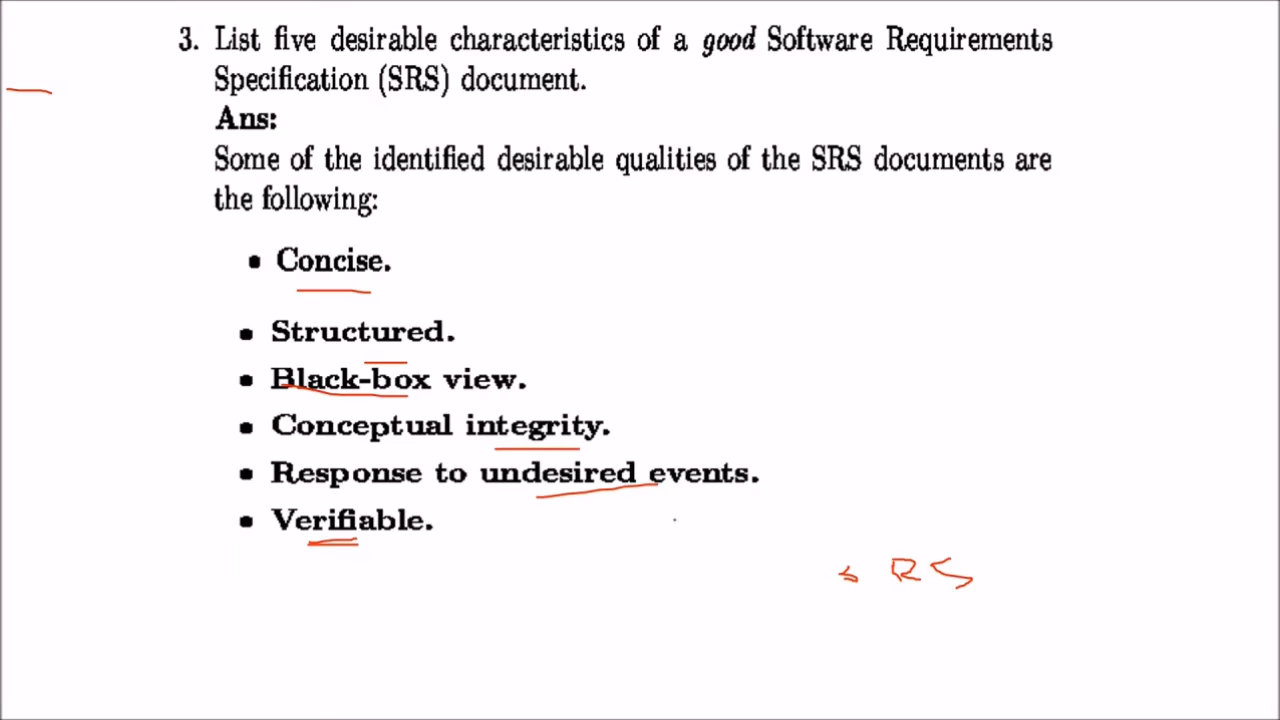 3. List five desirable characteristics of a good Software Requirements
Specification (SRS) document.
Ans:
Some of the identified desirable qualities of the SRS documents are
the following:
• Concise.
• Structured.
• Black-box view.
• Conceptual integrity.
• Response to undesired events.
• Verifiable.
SRS